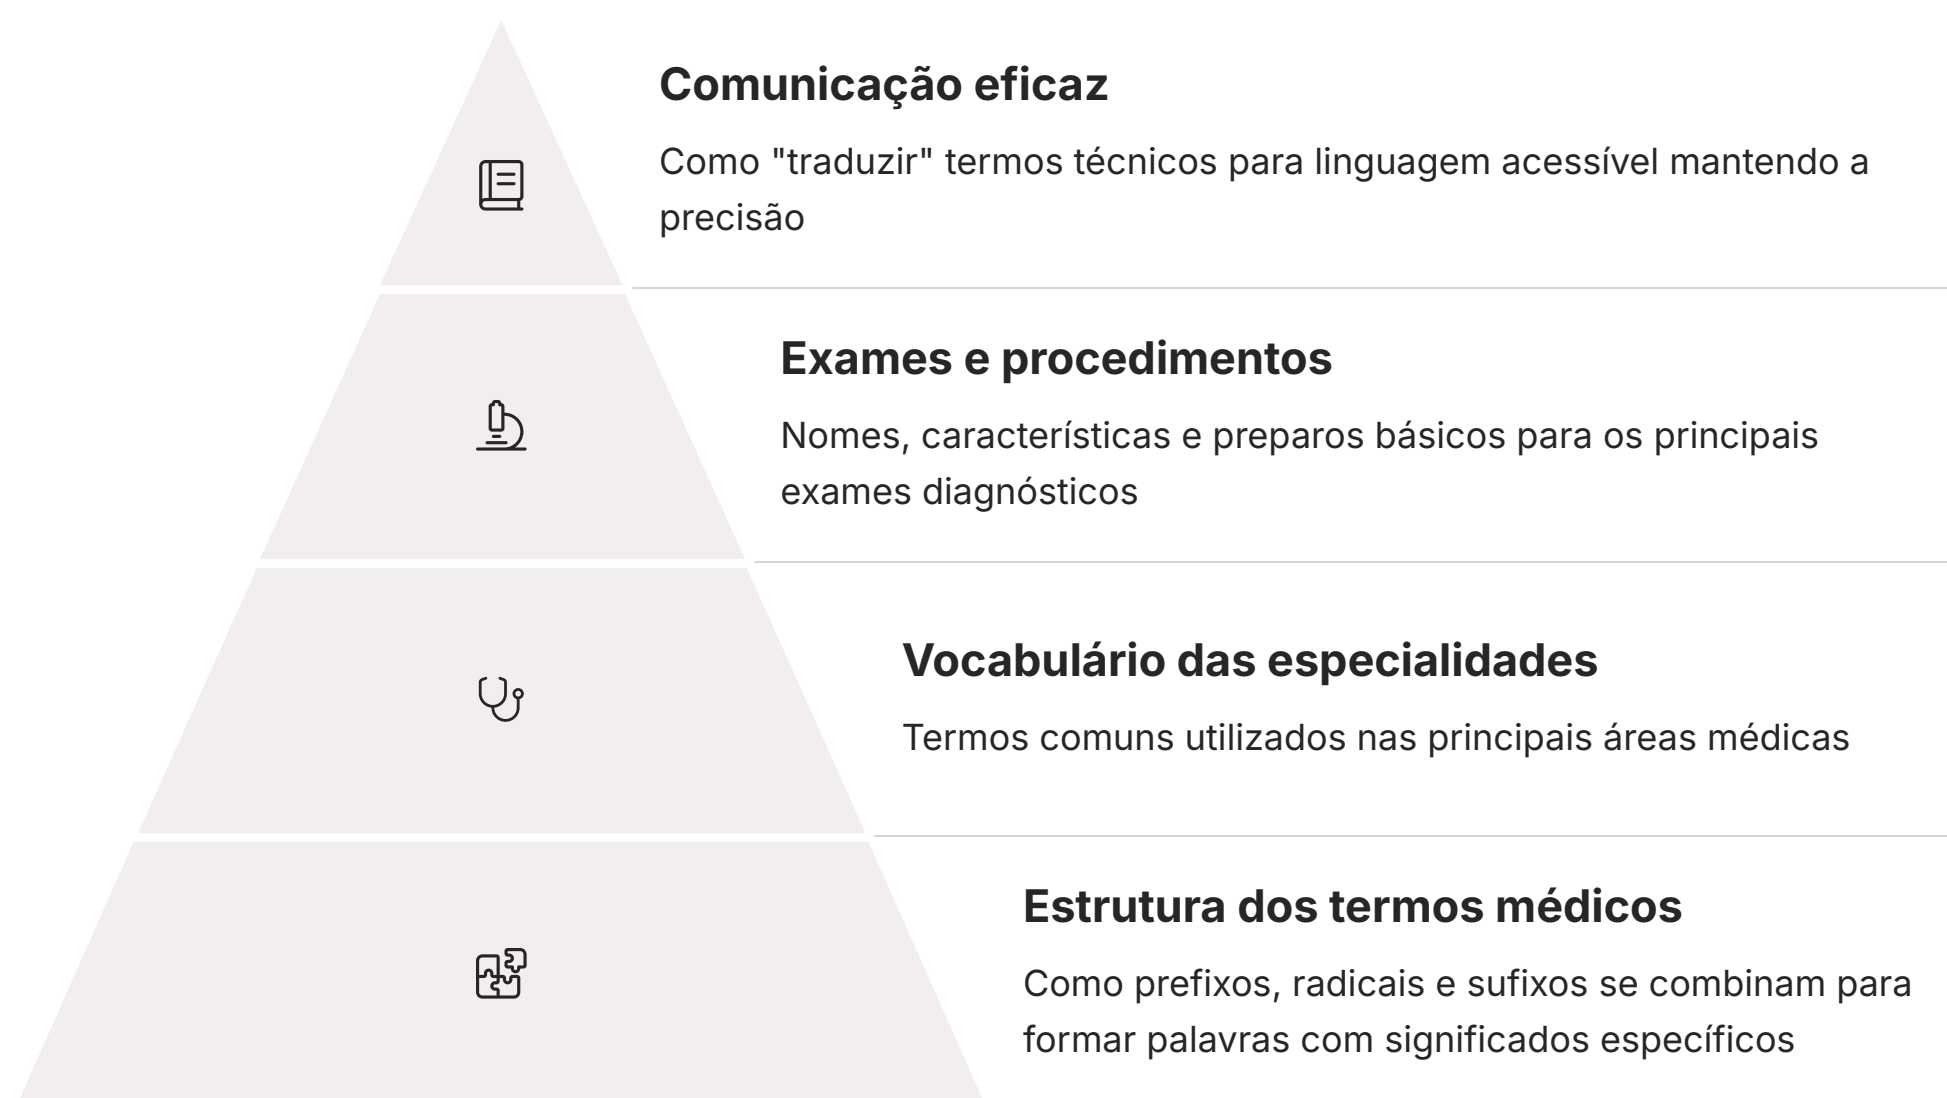 Comunicação eficaz
Como "traduzir" termos técnicos para linguagem acessível mantendo a
precisão
Exames e procedimentos
Nomes, características e preparos básicos para os principais
exames diagnósticos
Vocabulário das especialidades
Termos comuns utilizados nas principais áreas médicas
Estrutura dos termos médicos
Como prefixos, radicais e sufixos se combinam para
formar palavras com significados específicos